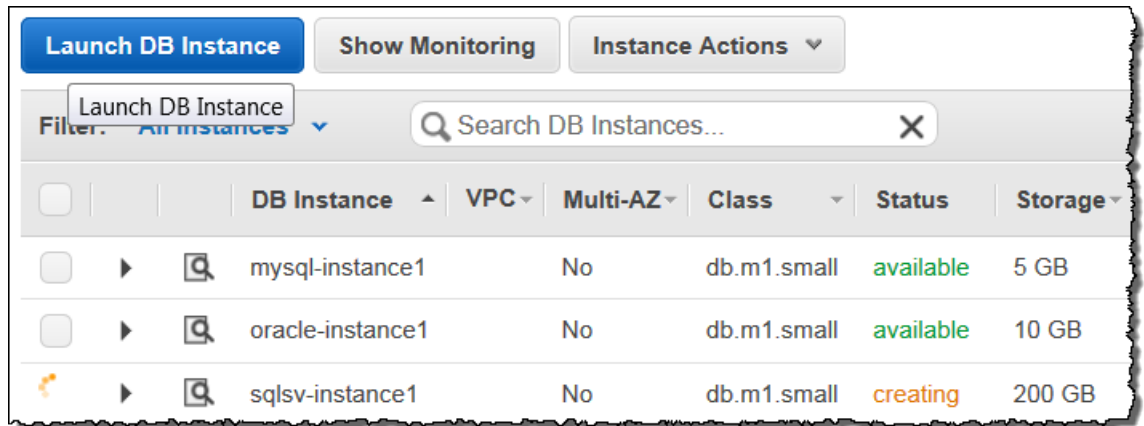 Launch DB Instance Show Monitoring Instance Actions
Launch DB Instance
Filter: All Instances
Search DB Instances...
DB Instance VPC Multi-AZ Class Status Storage
mysql-instance1 No db.m1.small available 5 GB
oracle-instance1 No db.m1.small available 10 GB
sqlsv-instance1 No db.m1.small creating 200 GB